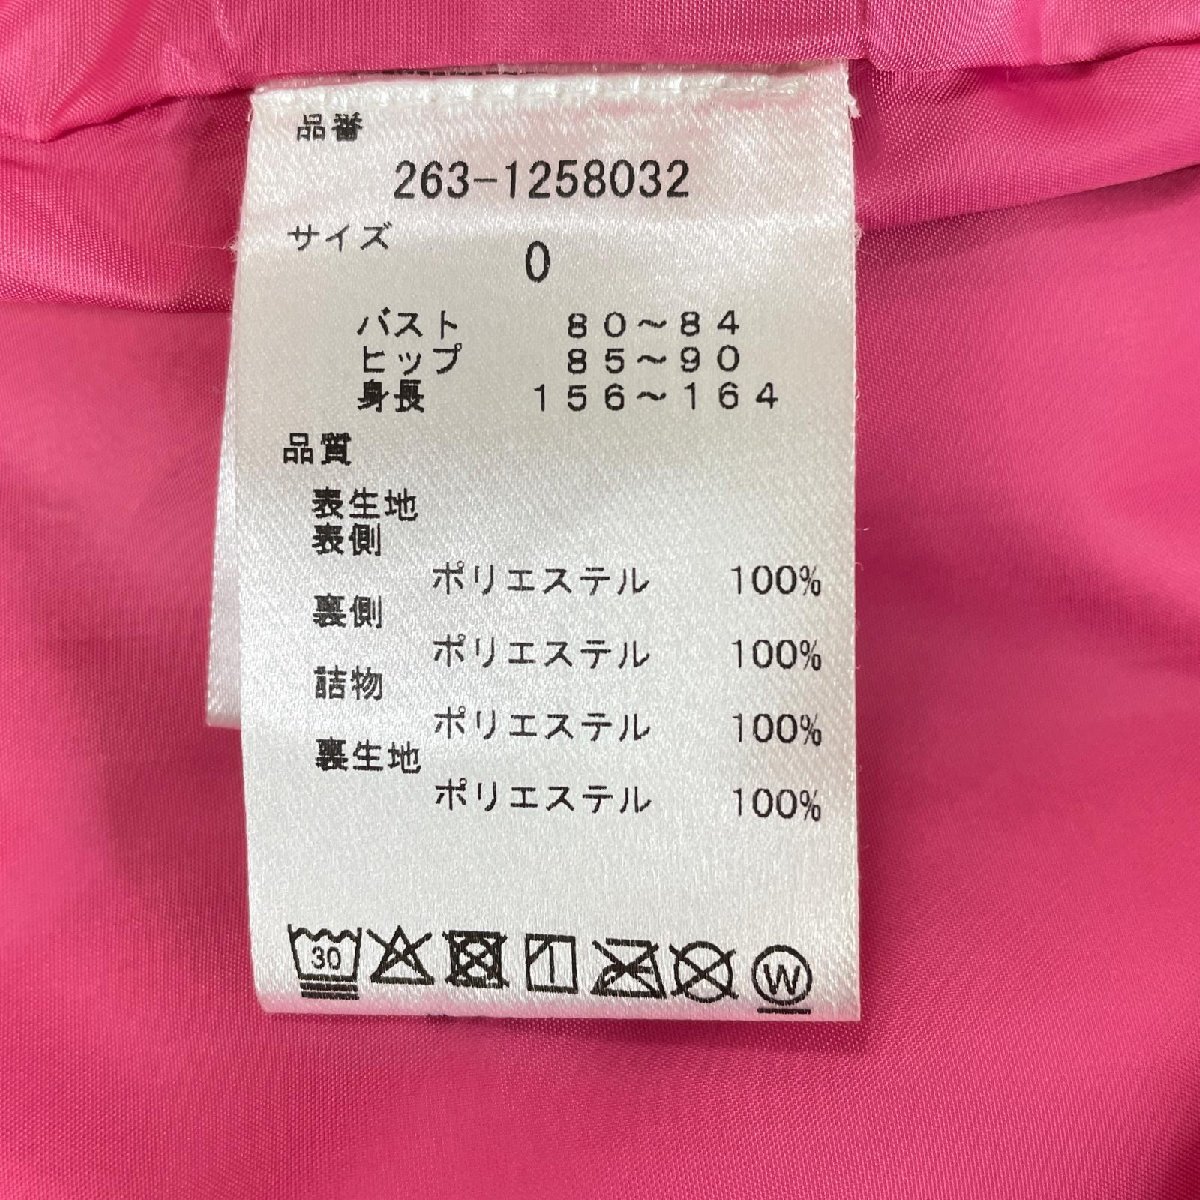 品番
263-1258032
サイズ
0
バスト 80～84
ヒップ 85～90
身長 156～164
品質
表生地
表側
ポリエステル 100%
裏側
ポリエステル 100%
詰物
ポリエステル 100%
裏生地
ポリエステル 100%
30 W